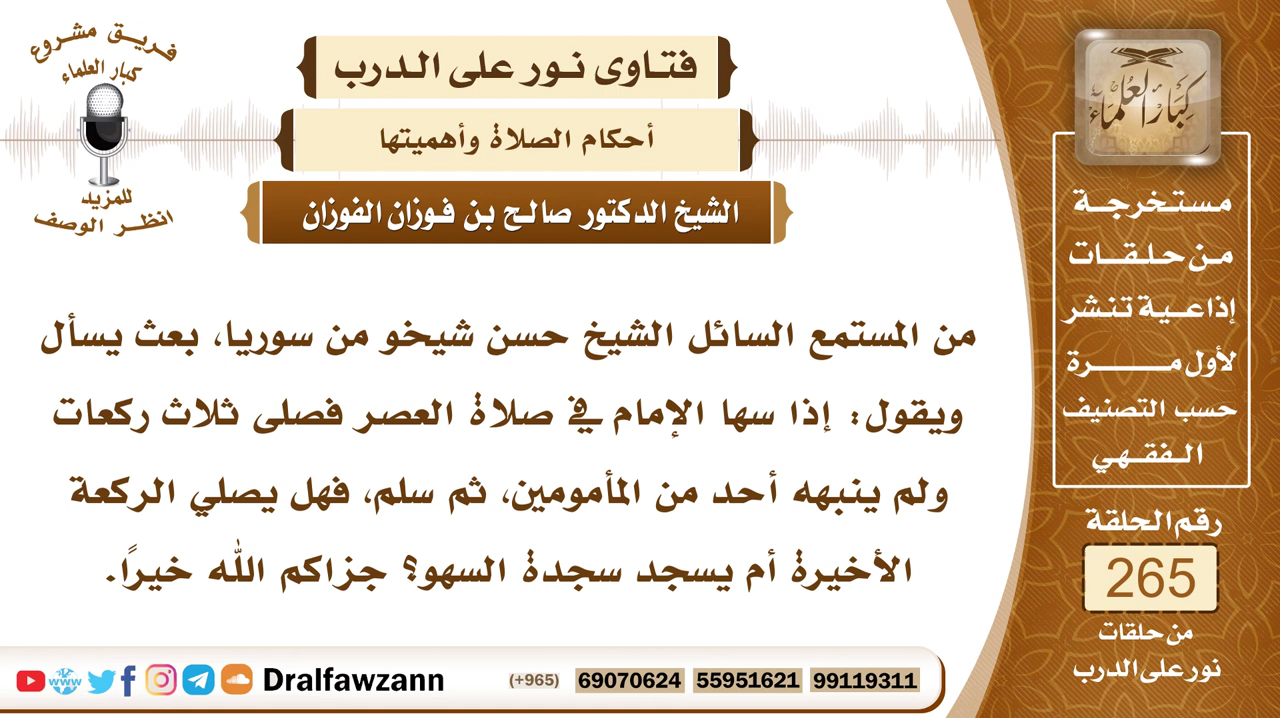 فريق مشروع
كبار العلماء
للمزيد
انظر الوصف
فتاوى نور على الدرب
أحكام الصلاة وأهميتها
الشيخ الدكتور صالح بن فوزان الفوزان
كبار العلماء
مستخرجة
من حلقات
إذاعية تنشر
لأول مرة
حسب التصنيف
الفقهي
رقم الحلقة
265
من حلقات
نور على الدرب
من المستمع السائل الشيخ حسن شيخو من سوريا، بعث يسأل
ويقول: إذا سها الإمام في صلاة العصر فصلى ثلاث ركعات
ولم ينبهه أحد من المأمومين، ثم سلم، فهل يصلي الركعة
الأخيرة أم يسجد سجدة السهو؟ جزاكم الله خيرًا.
www Dralfawzann (+965) 69070624 55951621 99119311